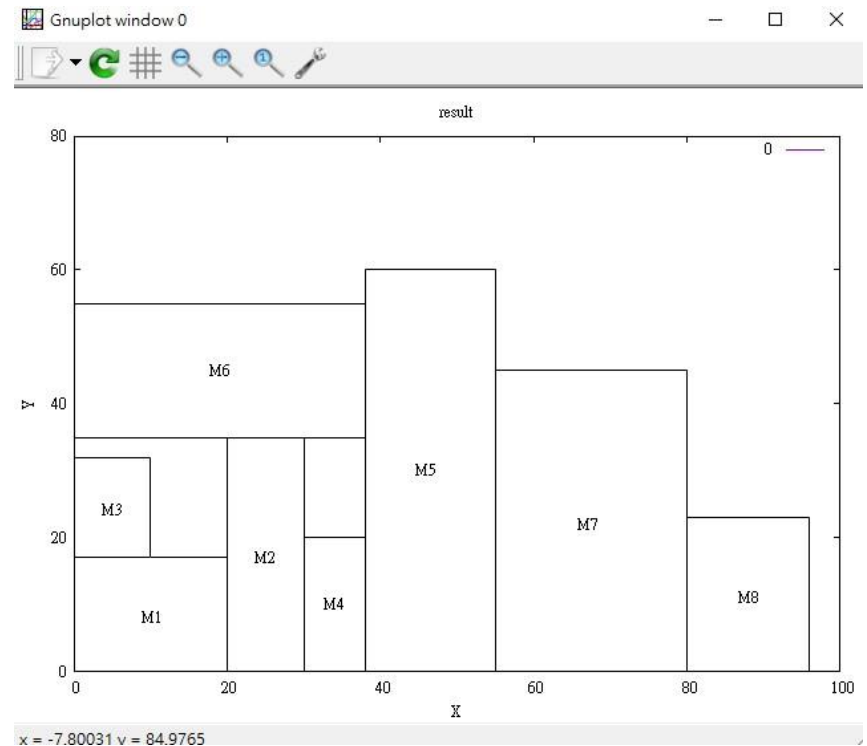 Gnuplot window 0
result
80
0
60
M6
Y
40
M5
M3
M7
20
M2
M8
M4
M1
0
0 20 40 60 80 100
X
x = -7.80031 y = 84.9765